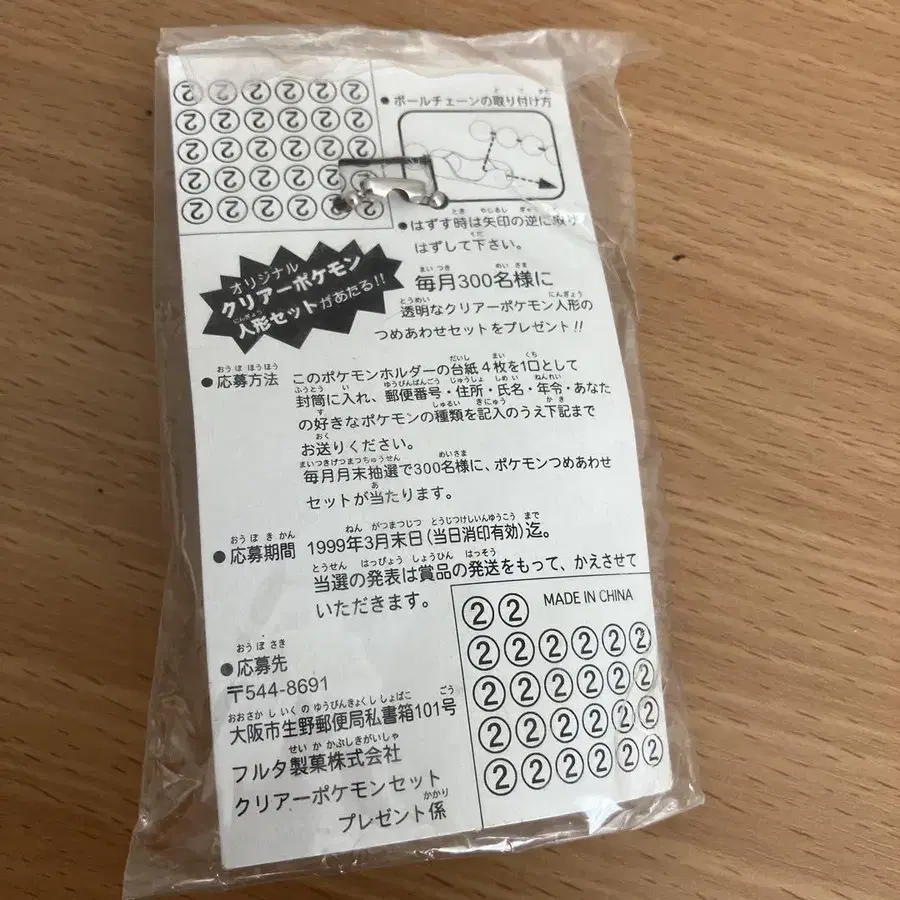 ②②②②②②
②②②②②②
②②②②②②
②②②②②②
②②②②②②
●ボールチェーンの取り付け方
●はずす時は矢印の逆に取り
はずして下さい。
オリジナル
クリアーポケモン
人形セットがあたる!!
毎月300名様に
透明なクリアーポケモン人形の
つめあわせセットをプレゼント!!
●応募方法 このポケモンホルダーの台紙4枚を1口として
封筒に入れ、郵便番号・住所・氏名・年令・あなた
の好きなポケモンの種類を記入のうえ下記まで
お送りください。
毎月月末抽選で300名様に、ポケモンつめあわせ
セットが当たります。
●応募期間 1999年3月末日(当日消印有効)迄。
当選の発表は賞品の発送をもって、かえさせて
いただきます。
●応募先
〒544-8691
大阪市生野郵便局私書箱101号
フルタ製菓株式会社
クリアーポケモンセット
プレゼント係
②② MADE IN CHINA
②②②②②②
②②②②②②
②②②②②②
②②②②②②